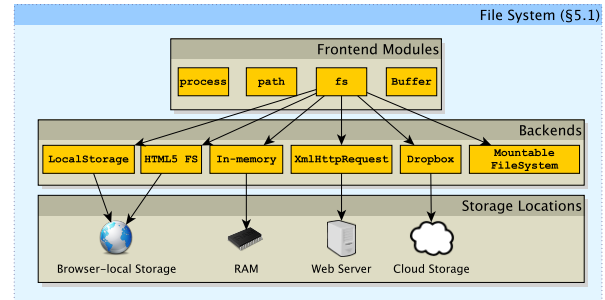 File System (§5.1)
Frontend Modules
process path fs Buffer
Backends
LocalStorage HTML5 FS In-memory XmlHttpRequest Dropbox Mountable
FileSystem
Storage Locations
Browser-local Storage RAM Web Server Cloud Storage